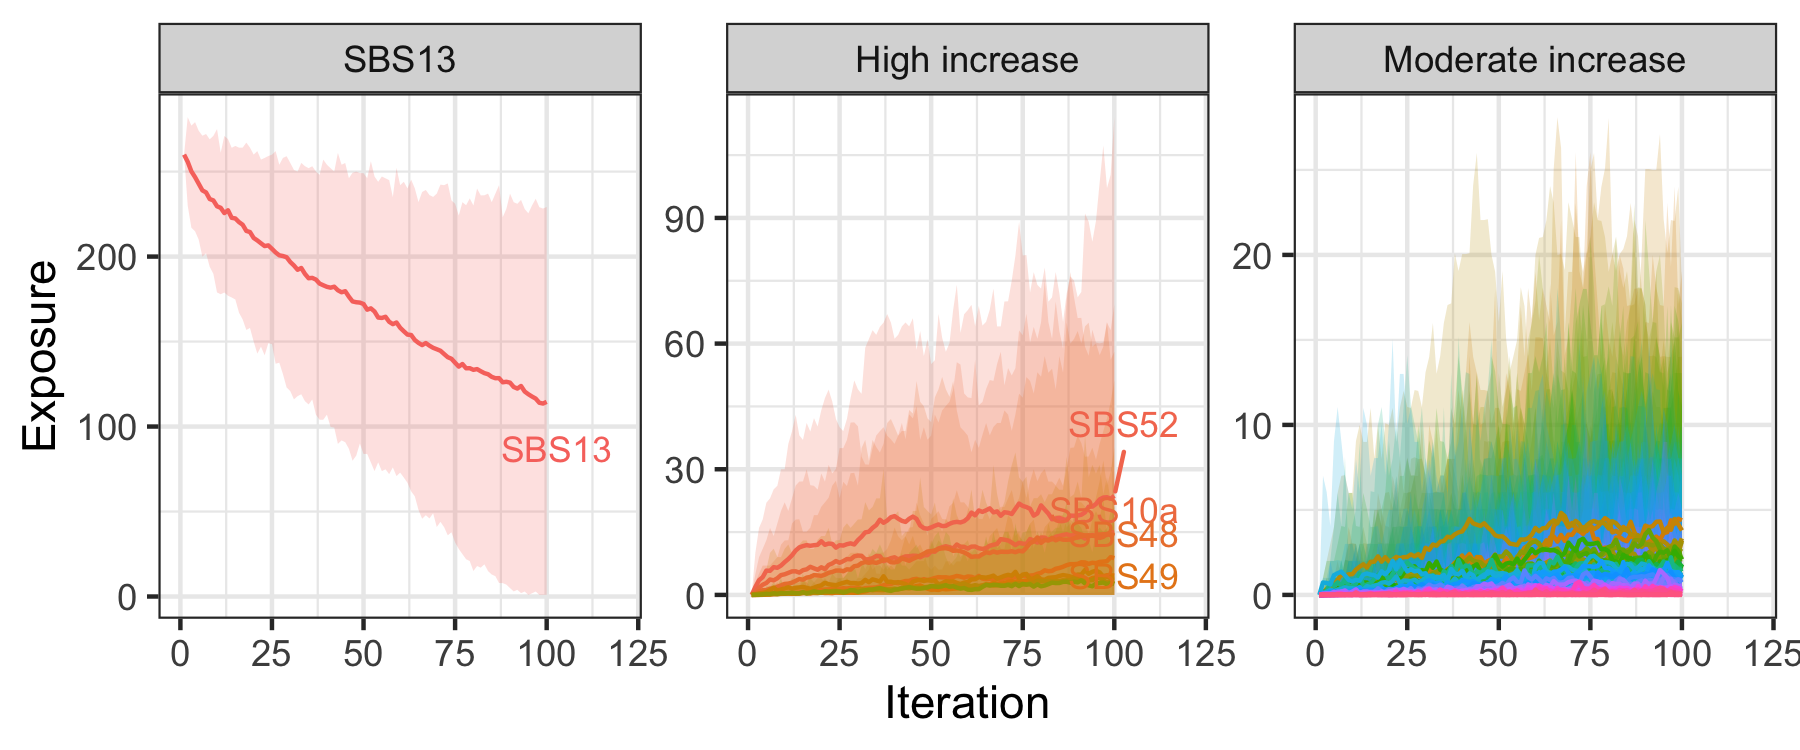 SBS13
High increase
Moderate increase
Exposure
200
100
0
SBS13
90
60
30
0
SBS52
SBS10a
SBS48
SBS49
20
10
0
0 25 50 75 100 125
0 25 50 75 100 125
0 25 50 75 100 125
Iteration